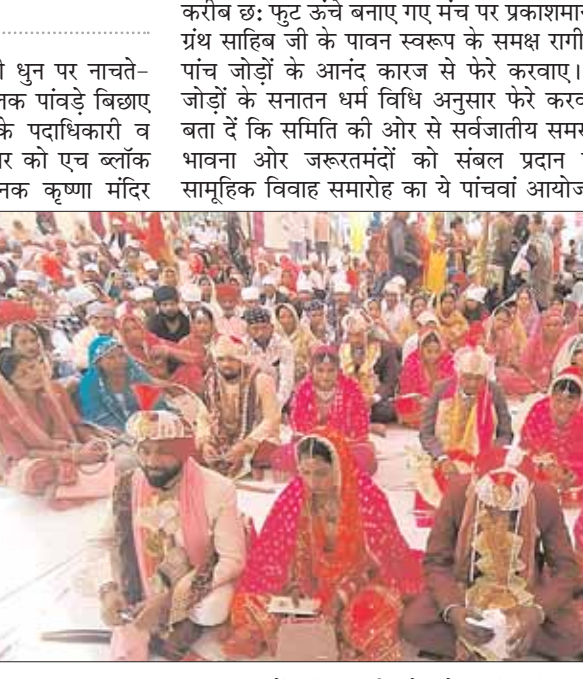 ी धुन पर नाचते-
लक पांवड़े बिछाए
के पदाधिकारी व
ार को एच ब्लॉक
नक कृष्णा मंदिर
करीब छः फुट ऊंचे बनाए गए मंच पर प्रकाशमान
ग्रंथ साहिब जी के पावन स्वरूप के समक्ष रागी
पांच जोड़ों के आनंद कारज से फेरे करवाए।
जोड़ों के सनातन धर्म विधि अनुसार फेरे करव
बता दें कि समिति की ओर से सर्वजातीय समर
भावना ओर जरूरतमंदों को संबल प्रदान
सामूहिक विवाह समारोह का ये पांचवां आयोज